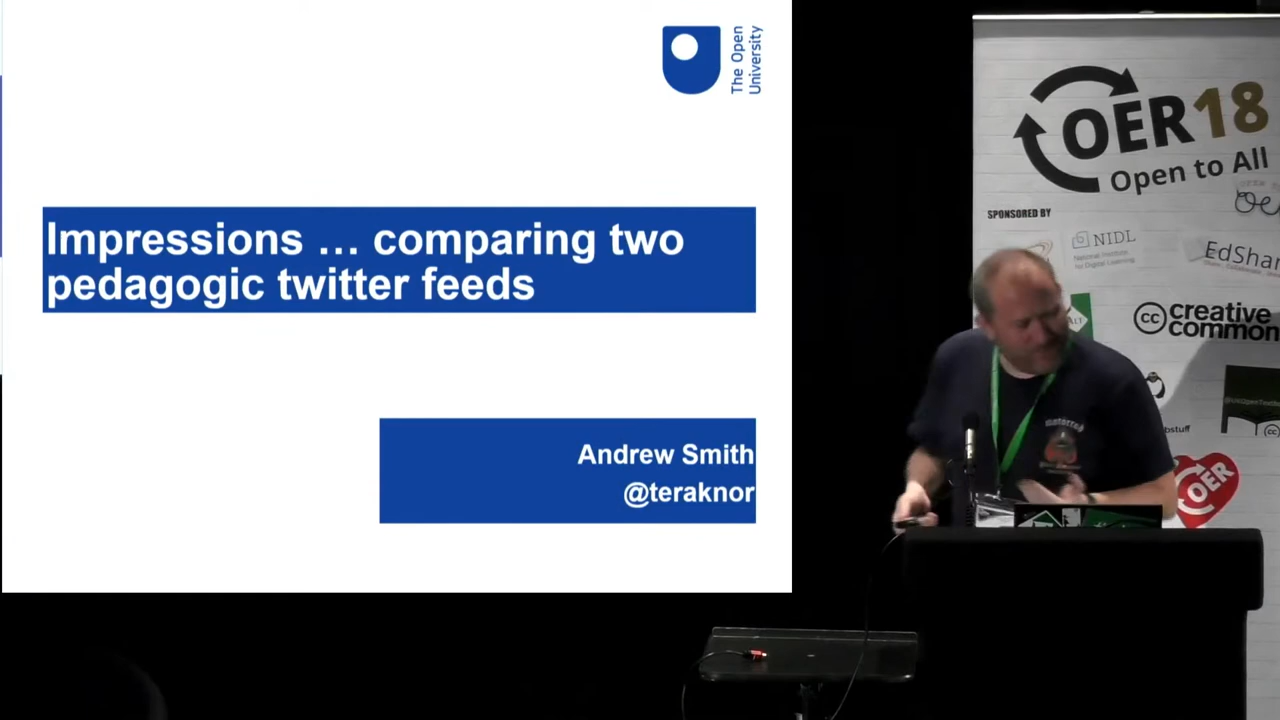 The Open
University
Impressions … comparing two
pedagogic twitter feeds
Andrew Smith
@teraknor
OER18
Open to All
SPONSORED BY
NIDL
National Institute
for Digital Learning
EdShar
creative
commons
OER